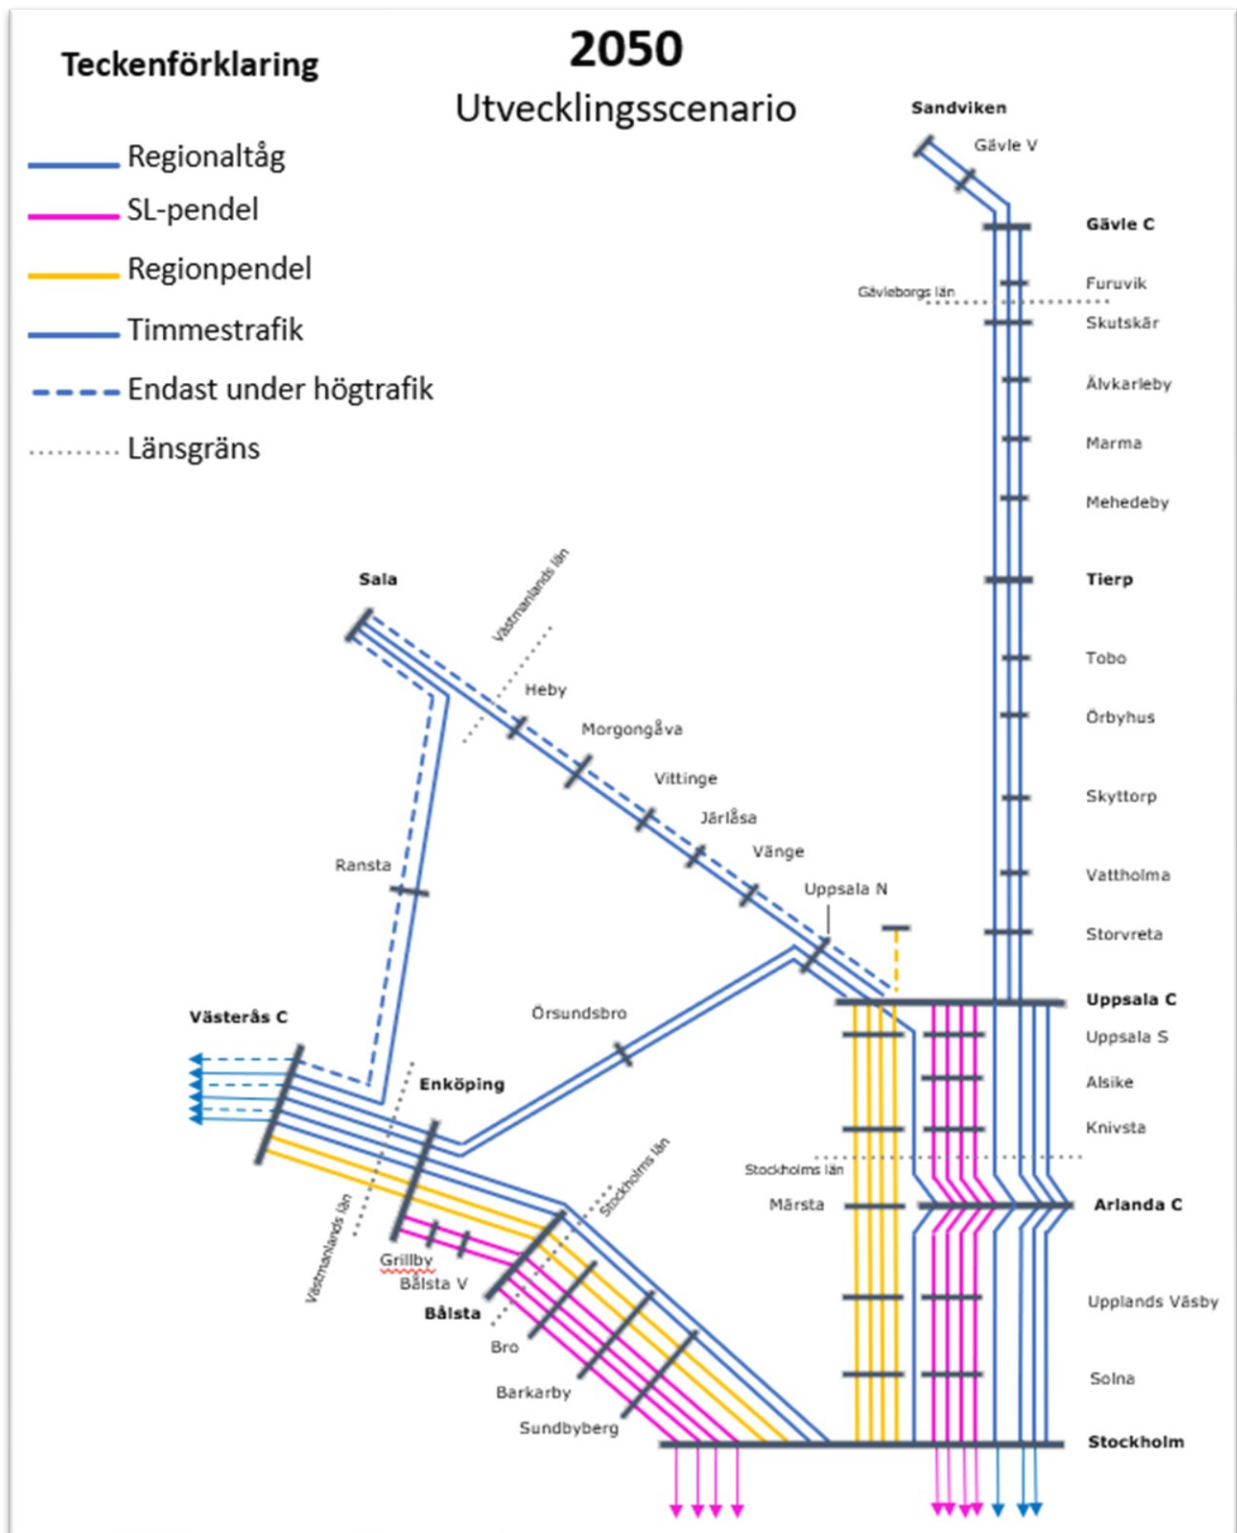 2050
Utvecklingsscenario
Teckenförklaring
Regionaltåg
SL-pendel
Regionpendel
Timmestrafik
Endast under högtrafik
Länsgräns
Sandviken
Gävle V
Gävle C
Furuvik
Gävleborgs län
Skutskär
Älvkarleby
Marma
Mehedeby
Tierp
Tobo
Örbyhus
Skyttorp
Vattholma
Storvreta
Uppsala C
Uppsala S
Alsike
Knivsta
Stockholms län
Märsta
Arlanda C
Upplands Väsby
Solna
Stockholm
Sala
Västmanlands län
Heby
Morgongåva
Vittinge
Järlåsa
Vänge
Uppsala N
Ransta
Örsundsbro
Västerås C
Enköping
Stockholms län
Västmanlands län
Grillby
Bålsta V
Bålsta
Bro
Barkarby
Sundbyberg